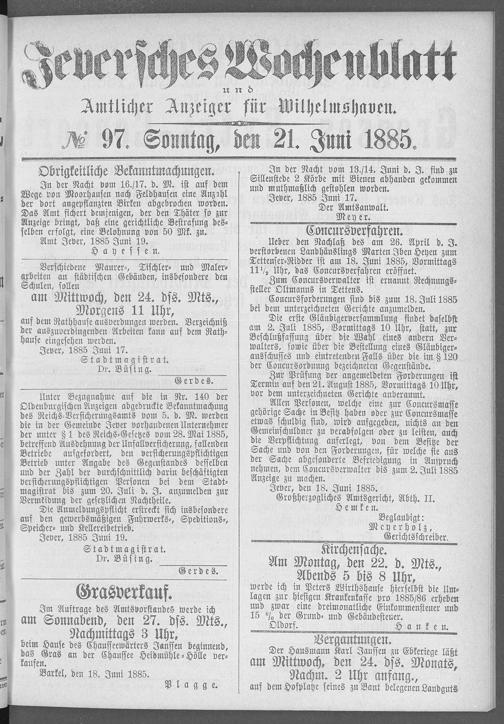 Jeversches Wochenblatt
und
Amtlicher Anzeiger für Wilhelmshaven.
№ 97. Sonntag, den 21. Juni 1885.
Obrigkeitliche Bekanntmachungen.
In der Nacht vom 16./17. d. M. ist auf dem
Wege von Moorhausen nach Feldhausen eine Anzahl
der dort angepflanzten Birken abgebrochen worden.
Das Amt sichert demjenigen, der den Thäter so zur
Anzeige bringt, daß eine gerichtliche Bestrafung des-
selben erfolgt, eine Belohnung von 50 Mk. zu.
Amt Jever, 1885 Juni 19.
Hayessen.
Verschiedene Maurer-, Tischler- und Maler-
arbeiten an städtischen Gebäuden, insbesondere den
Schulen, sollen
am Mittwoch, den 24. dss. Mts.,
Morgens 11 Uhr,
auf dem Rathhause ausverdungen werden. Verzeichniß
der auszuverdingenden Arbeiten kann auf dem Rath-
hause eingesehen werden.
Jever, 1885 Juni 17.
Stadtmagistrat.
Dr. Büsing.
Gerdes.
Unter Bezugnahme auf die in Nr. 140 der
Oldenburgischen Anzeigen abgedruckte Bekanntmachung
des Reichs-Versicherungsamts vom 5. d. M. werden
die in der Gemeinde Jever vorhandenen Unternehmer
der unter § 1 des Reichs-Gesetzes vom 28. Mai 1885,
betreffend Ausdehnung der Unfallversicherung, fallenden
Betriebe aufgefordert, den versicherungspflichtigen
Betrieb unter Angabe des Gegenstandes desselben
und der Zahl der durchschnittlich darin beschäftigten
versicherungspflichtigen Personen bei dem Stadt-
magistrat bis zum 20. Juli d. J. anzumelden zur
Vermeidung der gesetzlichen Nachtheile.
Die Anmeldungspflicht erstreckt sich insbesondere
auf den gewerbsmäßigen Fuhrwerks-, Speditions-,
Speicher- und Kellereibetrieb.
Jever, 1885 Juni 19.
Stadtmagistrat.
Dr. Büsing.
Gerdes.
Grasverkauf.
Im Auftrage des Amtsvorstandes werde ich
am Sonnabend, den 27. dss Mts.,
Nachmittags 3 Uhr,
beim Hause des Chausseewärters Janssen beginnend,
das Gras an der Chaussee Heidmühle-Hölle ver-
kaufen.
Barkel, den 18. Juni 1885.
Plagge.
In der Nacht vom 13./14. Juni d. J. sind zu
Sillenstede 2 Körbe mit Bienen abhanden gekommen
und muthmaßlich gestohlen worden.
Jever, 1885 Juni 17.
Der Amtsanwalt.
Meyer.
Concursverfahren.
Ueber den Nachlaß des am 26. April d. J.
verstorbenen Landhäuslings Marten Iben Heyen zum
Tettenser-Altendeich ist am 18. Juni 1885, Vormittags
11½ Uhr, das Concursverfahren eröffnet.
Zum Concursverwalter ist ernannt Rechnungs-
steller Oltmanns in Tettens.
Concursforderungen sind bis zum 18. Juli 1885
bei dem unterzeichneten Gericht anzumelden.
Die erste Gläubigerversammlung findet daselbst
am 2. Juli 1885, Vormittags 10 Uhr, statt, zur
Beschlußfassung über die Wahl eines andern Ver-
walters, sowie über die Bestellung eines Gläubiger-
ausschusses und eintretenden Falls über die im § 120
der Concursordnung bezeichneten Gegenstände.
Zur Prüfung der angemeldeten Forderungen ist
Termin auf den 21. August 1885, Vormittags 10 Uhr,
vor dem unterzeichneten Gerichte anberaumt.
Allen Personen, welche eine zur Concursmasse
gehörige Sache in Besitz haben oder zur Concursmasse
etwas schuldig sind, wird aufgegeben, nichts an den
Gemeinschuldner zu verabfolgen oder zu leisten, auch
die Verpflichtung auferlegt, von dem Besitze der
Sache und von den Forderungen, für welche sie aus
der Sache abgesonderte Befriedigung in Anspruch
nehmen, dem Concursverwalter bis zum 2. Juli 1885
Anzeige zu machen.
Jever, den 18. Juni 1885.
Großherzogliches Amtsgericht, Abth. II.
Hemken.
Beglaubigt:
Meyerholz,
Gerichtsschreiber.
Kirchensache.
Am Montag, den 22. d. Mts.,
Abends 5 bis 8 Uhr,
werde ich in Peters Wirthshause hierselbst die Um-
lagen zur hiesigen Krankenkasse pro 1885/86 erheben
und zwar eine dreimonatliche Einkommensteuer und
15 % der Grund- und Gebäudesteuer.
Oldorf. Hanken.
Vergantungen.
Der Hausmann Karl Janssen zu Ebkeriege läßt
am Mittwoch, den 24. dss Monats,
Nachm. 2 Uhr anfang.,
auf dem Hofplatze seines zu Bant belegenen Landguts